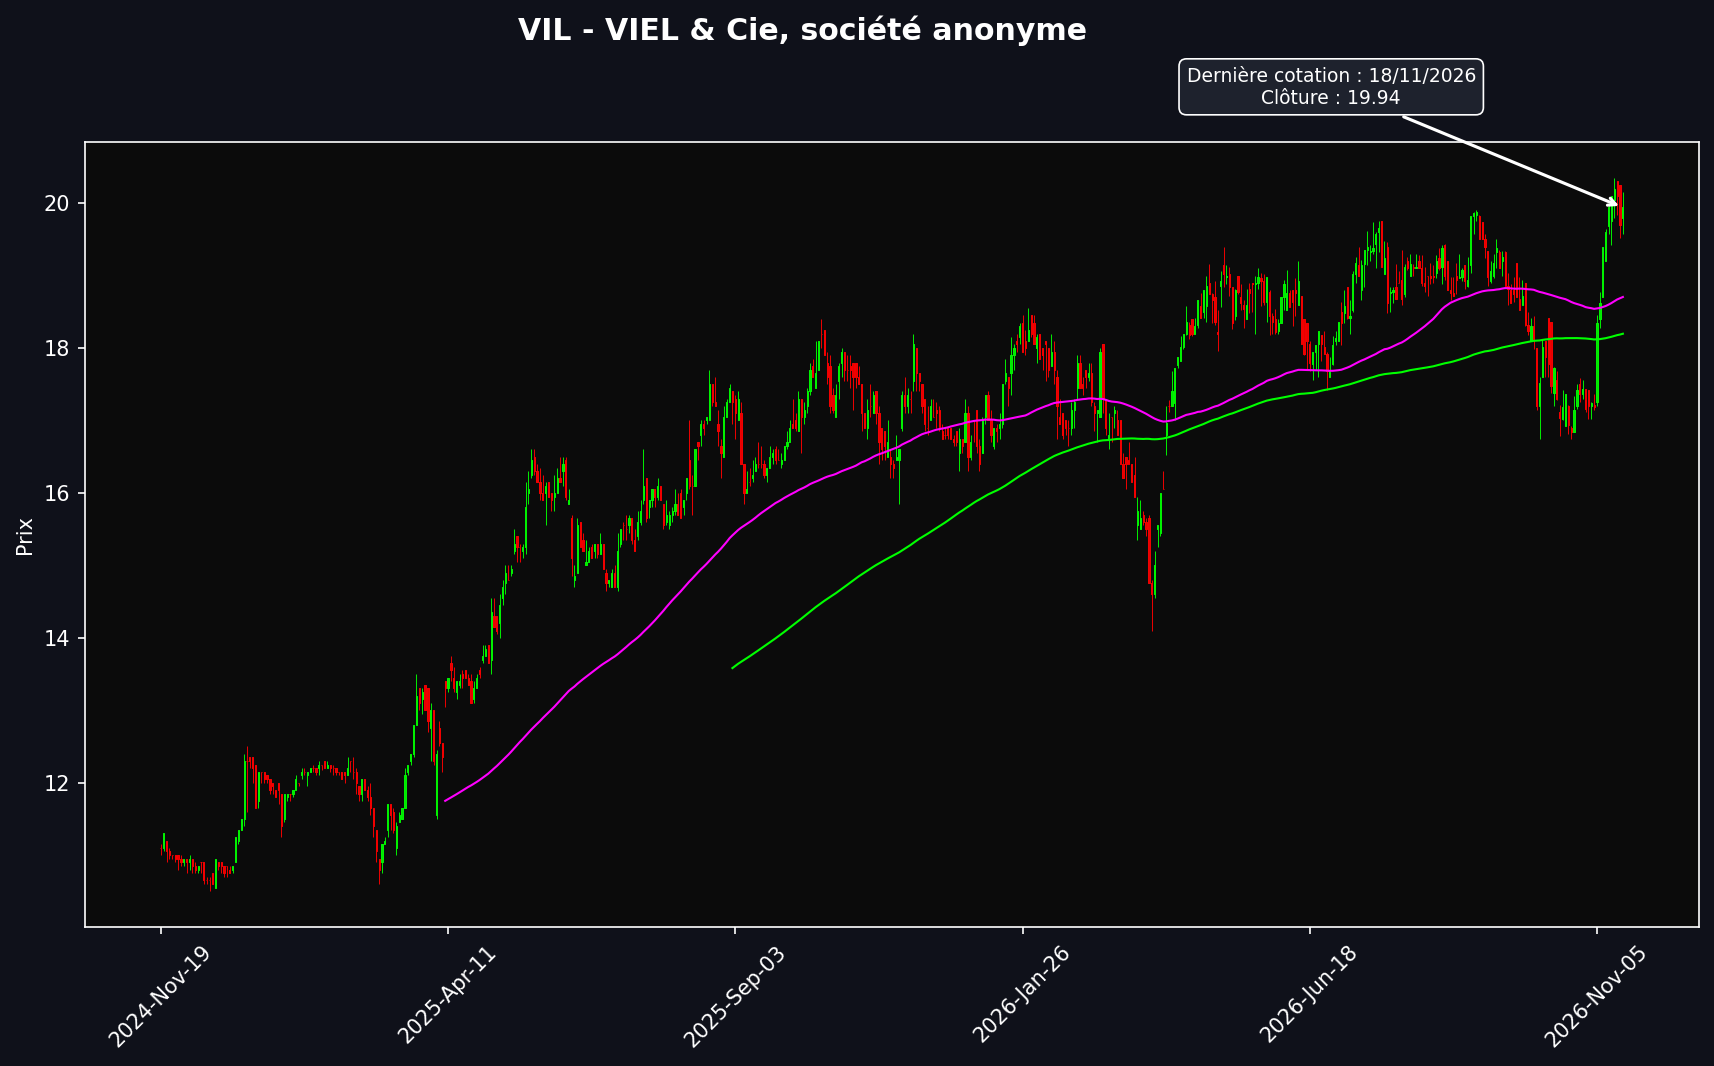 VIL - VIEL & Cie, société anonyme
Dernière cotation : 18/11/2026
Clôture : 19.94
Prix
20
18
16
14
12
2024-Nov-19
2025-Apr-11
2025-Sep-03
2026-Jan-26
2026-Jun-18
2026-Nov-05